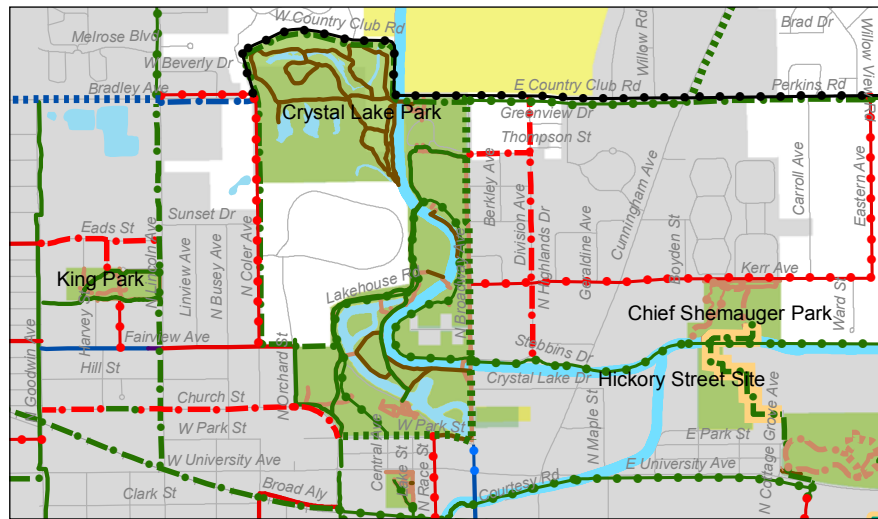 W Country Club Rd
Melrose Blvd
Willow Rd
Brad Dr
Willow View Rd
W Beverly Dr
Bradley Ave
E Country Club Rd
Perkins Rd
Crystal Lake Park
Greenview Dr
Thompson St
Berkley Ave
Division Ave
N Highlands Dr
Geraldine Ave
Cunningham Ave
Boyden St
Carroll Ave
Eastern Ave
Sunset Dr
Eads St
N Lincoln Ave
Linview Ave
N Busey Ave
N Coler Ave
Lakehouse Rd
N Broadway Ave
Kerr Ave
King Park
Harvey St
Ward St
Chief Shemauger Park
N Goodwin Ave
Fairview Ave
Stebbins Dr
Hill St
N Orchard St
Crystal Lake Dr
Hickory Street Site
Church St
W Park St
W Park St
Central Ave
Lake St
N Race St
N Maple St
E Park St
N Cottage Grove Ave
W University Ave
E University Ave
Clark St
Broad Aly
Courtesy Rd